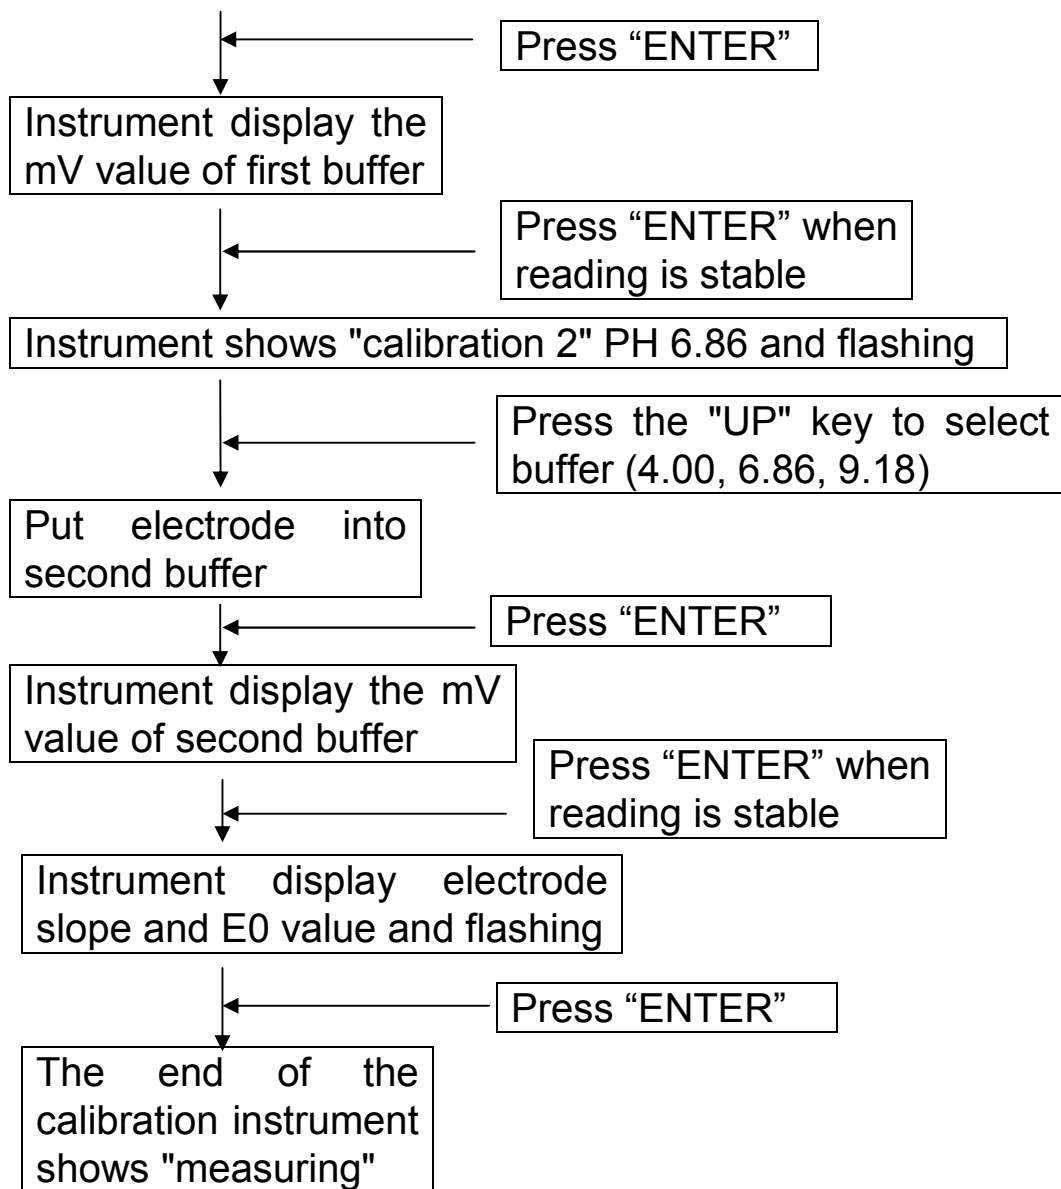 Press “ENTER”
Instrument display the
mV value of first buffer
Press “ENTER” when
reading is stable
Instrument shows "calibration 2" PH 6.86 and flashing
Press the "UP" key to select
buffer (4.00, 6.86, 9.18)
Put electrode into
second buffer
Press “ENTER”
Instrument display the mV
value of second buffer
Press “ENTER” when
reading is stable
Instrument display electrode
slope and E0 value and flashing
Press “ENTER”
The end of the
calibration instrument
shows "measuring"